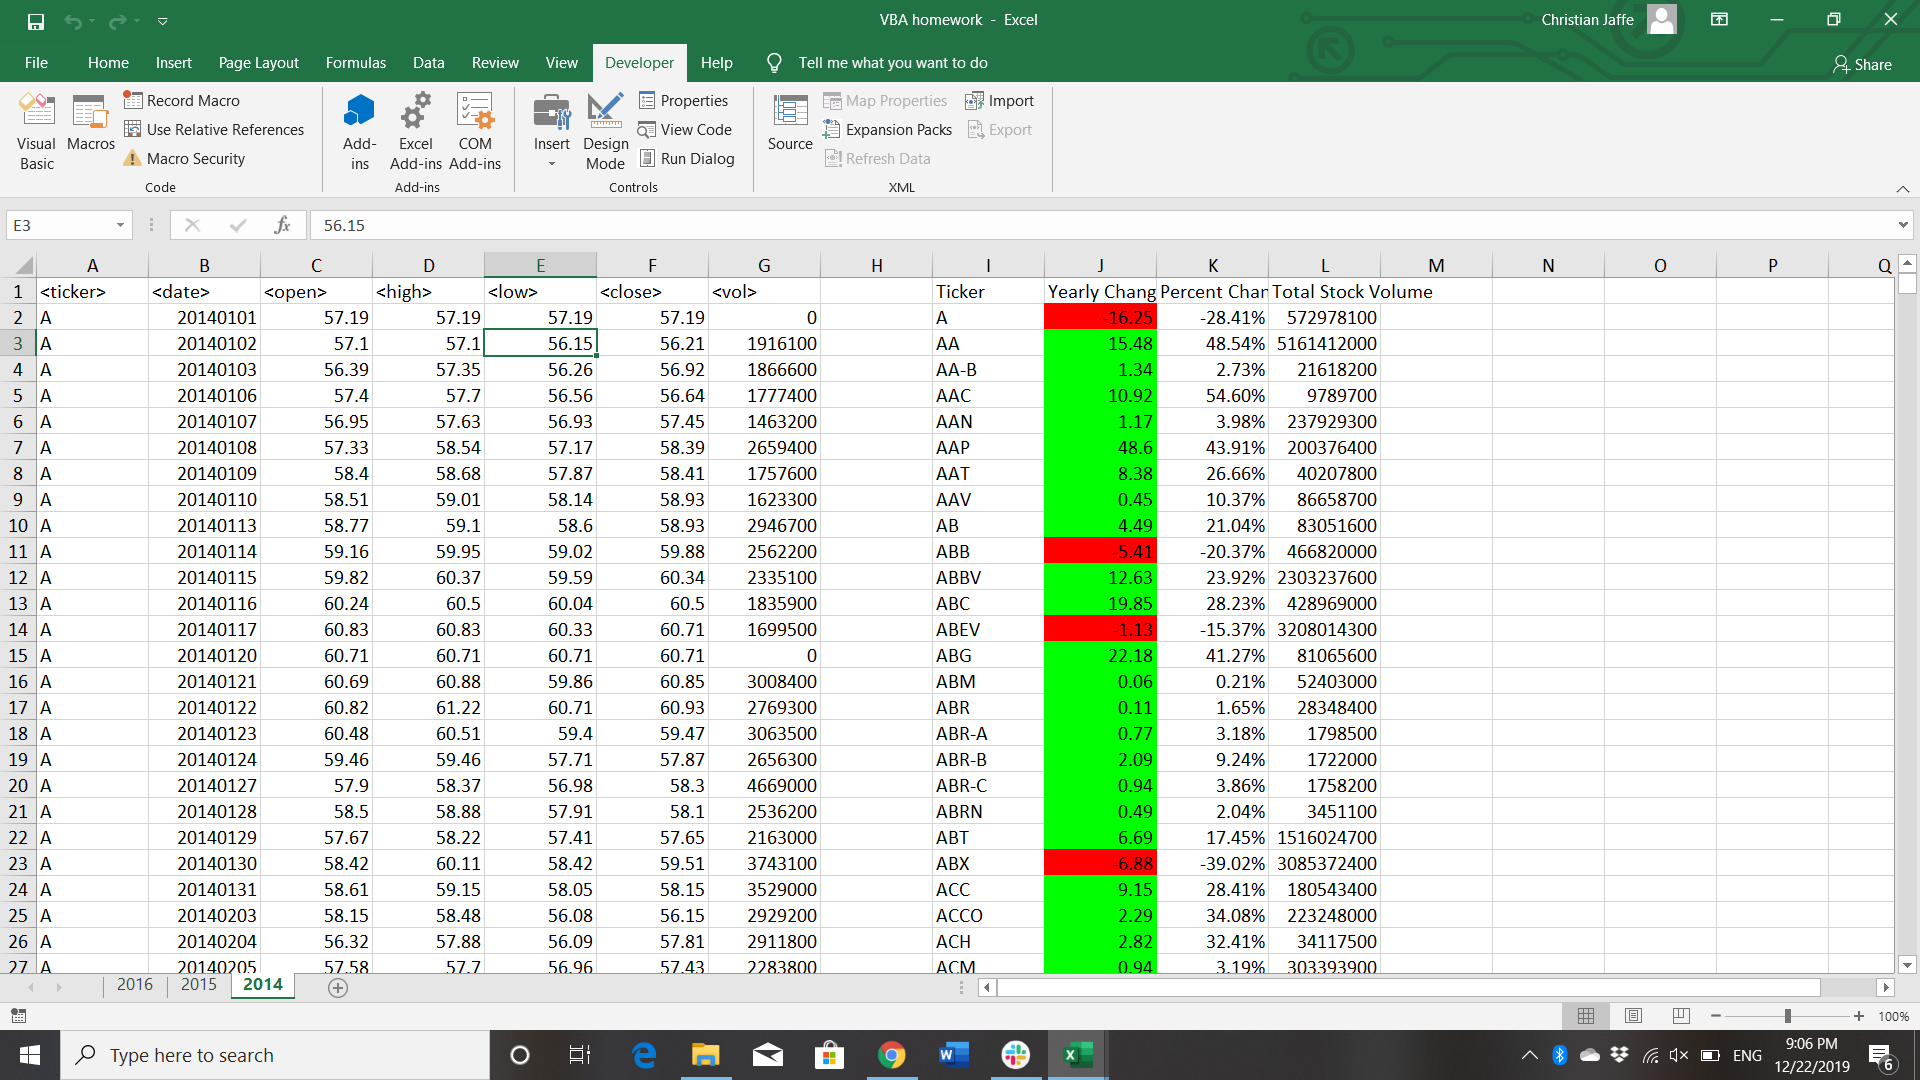 VBA homework - Excel
Christian Jaffe
File Home Insert Page Layout Formulas Data Review View Developer Help Tell me what you want to do
Share
Visual Basic
Macros
Record Macro
Use Relative References
Macro Security
Code
Add-ins
Excel Add-ins
COM Add-ins
Add-ins
Insert
Design Mode
Properties
View Code
Run Dialog
Controls
Source
Map Properties
Expansion Packs
Refresh Data
Import
Export
XML
E3 fx 56.15
A B C D E F G H I J K L M N O P Q
1 <ticker> <date> <open> <high> <low> <close> <vol> Ticker Yearly Chang Percent Char Total Stock Volume
2 A 20140101 57.19 57.19 57.19 57.19 0 A -16.25 -28.41% 572978100
3 A 20140102 57.1 57.1 56.15 56.21 1916100 AA 15.48 48.54% 5161412000
4 A 20140103 56.39 57.35 56.26 56.92 1866600 AA-B 1.34 2.73% 21618200
5 A 20140106 57.4 57.7 56.56 56.64 1777400 AAC 10.92 54.60% 9789700
6 A 20140107 56.95 57.63 56.93 57.45 1463200 AAN 1.17 3.98% 237929300
7 A 20140108 57.33 58.54 57.17 58.39 2659400 AAP 48.6 43.91% 200376400
8 A 20140109 58.4 58.68 57.87 58.41 1757600 AAT 8.38 26.66% 40207800
9 A 20140110 58.51 59.01 58.14 58.93 1623300 AAV 0.45 10.37% 86658700
10 A 20140113 58.77 59.1 58.6 58.93 2946700 AB 4.49 21.04% 83051600
11 A 20140114 59.16 59.95 59.02 59.88 2562200 ABB -5.41 -20.37% 466820000
12 A 20140115 59.82 60.37 59.59 60.34 2335100 ABBV 12.63 23.92% 2303237600
13 A 20140116 60.24 60.5 60.04 60.5 1835900 ABC 19.85 28.23% 428969000
14 A 20140117 60.83 60.83 60.33 60.71 1699500 ABEV -1.13 -15.37% 3208014300
15 A 20140120 60.71 60.71 60.71 60.71 0 ABG 22.18 41.27% 81065600
16 A 20140121 60.69 60.88 59.86 60.85 3008400 ABM 0.06 0.21% 52403000
17 A 20140122 60.82 61.22 60.71 60.93 2769300 ABR 0.11 1.65% 28348400
18 A 20140123 60.48 60.51 59.4 59.47 3063500 ABR-A 0.77 3.18% 1798500
19 A 20140124 59.46 59.46 57.71 57.87 2656300 ABR-B 2.09 9.24% 1722000
20 A 20140127 57.9 58.37 56.98 58.3 4669000 ABR-C 0.94 3.86% 1758200
21 A 20140128 58.5 58.88 57.91 58.1 2536200 ABRN 0.49 2.04% 3451100
22 A 20140129 57.67 58.22 57.41 57.65 2163000 ABT 6.69 17.45% 1516024700
23 A 20140130 58.42 60.11 58.42 59.51 3743100 ABX -6.88 -39.02% 3085372400
24 A 20140131 58.61 59.15 58.05 58.15 3529000 ACC 9.15 28.41% 180543400
25 A 20140203 58.15 58.48 56.08 56.15 2929200 ACCO 2.29 34.08% 223248000
26 A 20140204 56.32 57.88 56.09 57.81 2911800 ACH 2.82 32.41% 34117500
27 A 20140205 57.58 57.7 56.96 57.43 2283800 ACM 0.94 3.19% 303393900
2016 2015 2014
100%
Type here to search
ENG
9:06 PM
12/22/2019
6